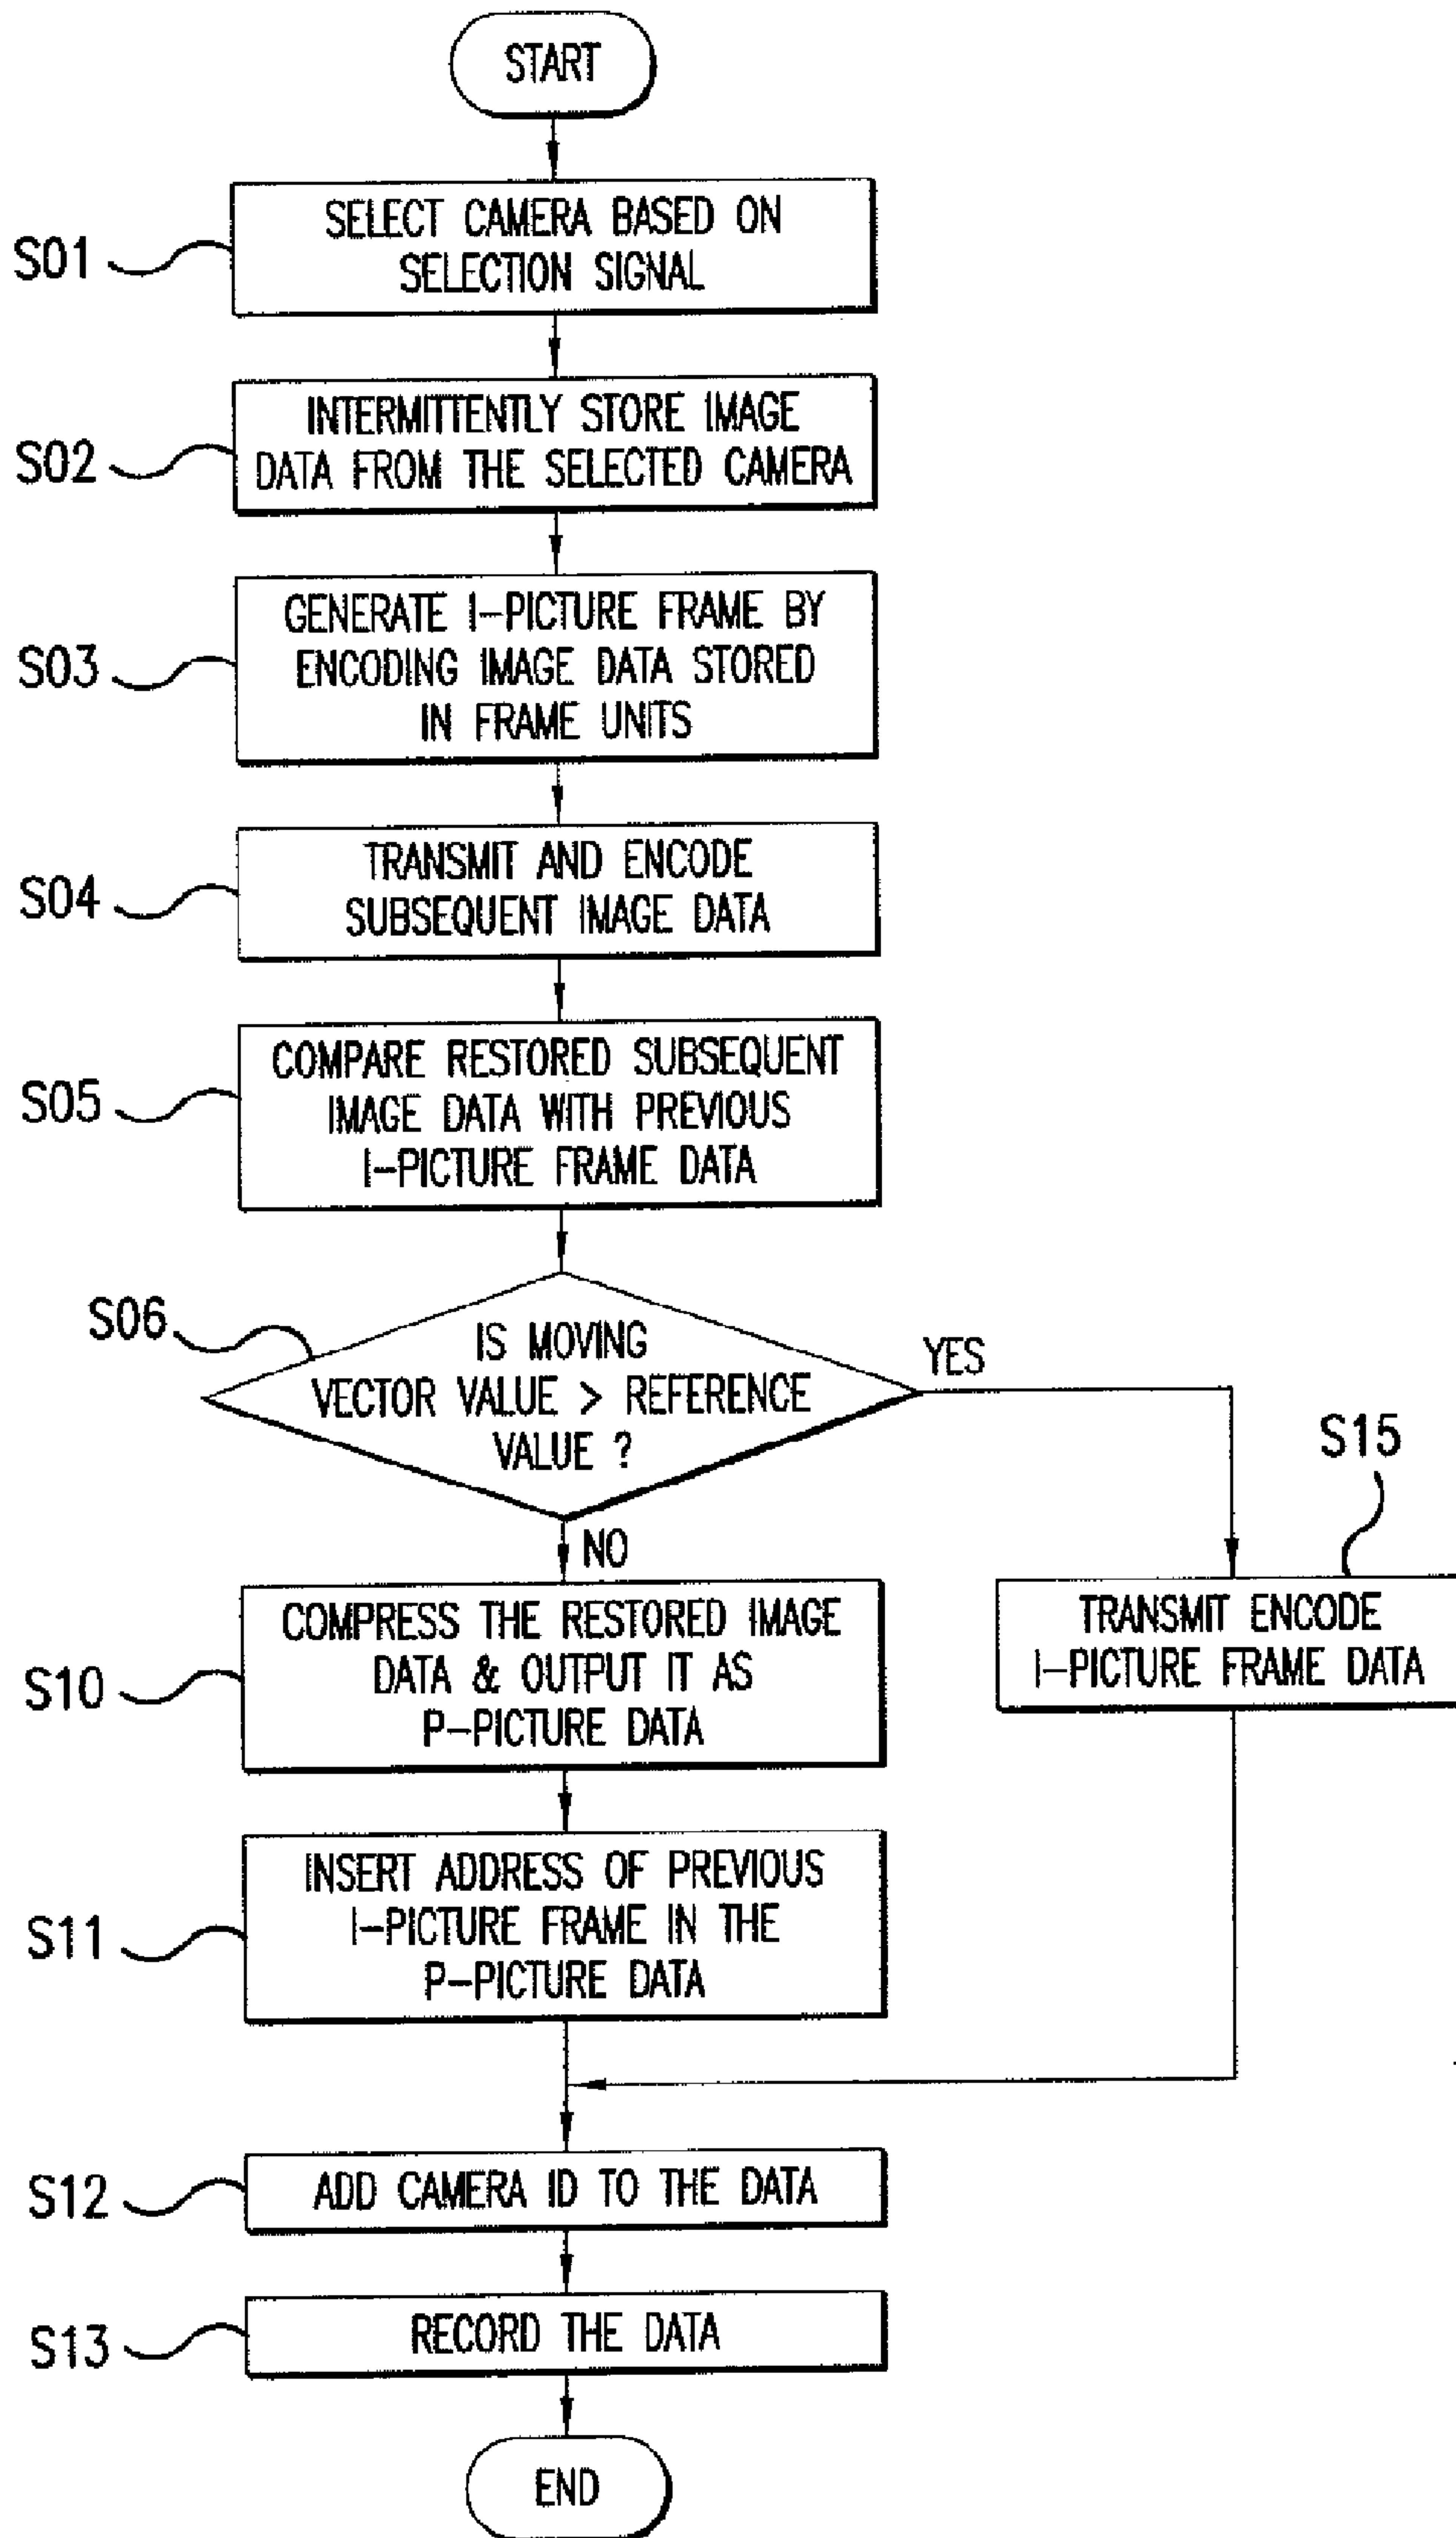 START
S01
SELECT CAMERA BASED ON
SELECTION SIGNAL
S02
INTERMITTENTLY STORE IMAGE
DATA FROM THE SELECTED CAMERA
S03
GENERATE I-PICTURE FRAME BY
ENCODING IMAGE DATA STORED
IN FRAME UNITS
S04
TRANSMIT AND ENCODE
SUBSEQUENT IMAGE DATA
S05
COMPARE RESTORED SUBSEQUENT
IMAGE DATA WITH PREVIOUS
I-PICTURE FRAME DATA
S06
IS MOVING
VECTOR VALUE > REFERENCE
VALUE ?
YES
NO
S15
TRANSMIT ENCODE
I-PICTURE FRAME DATA
S10
COMPRESS THE RESTORED IMAGE
DATA & OUTPUT IT AS
P-PICTURE DATA
S11
INSERT ADDRESS OF PREVIOUS
I-PICTURE FRAME IN THE
P-PICTURE DATA
S12
ADD CAMERA ID TO THE DATA
S13
RECORD THE DATA
END